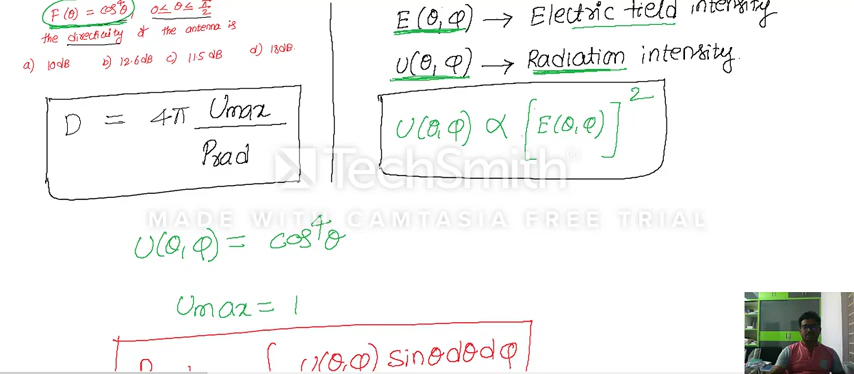 F(θ) = cos⁴θ, 0 ≤ θ ≤ π/2
the directivity of the antenna is
a) 10dB b) 12.6dB c) 11.5dB d) 18dB.
D = 4π Umax / Prad
E(θ,φ) → Electric field intensity
U(θ,φ) → Radiation intensity.
U(θ,φ) ∝ [E(θ,φ)]²
TechSmith
MADE WITH CAMTASIA FREE TRIAL
U(θ,φ) = cos⁴θ
Umax = 1
∫ U(θ,φ) sinθdθdφ